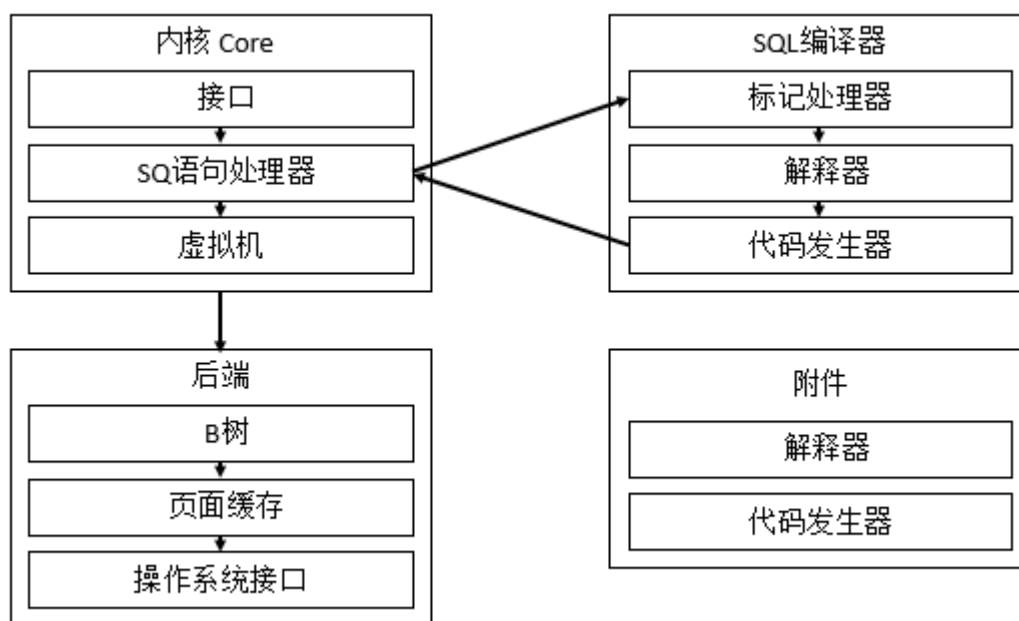 内核 Core
接口
SQ语句处理器
虚拟机
SQL编译器
标记处理器
解释器
代码发生器
后端
B树
页面缓存
操作系统接口
附件
解释器
代码发生器